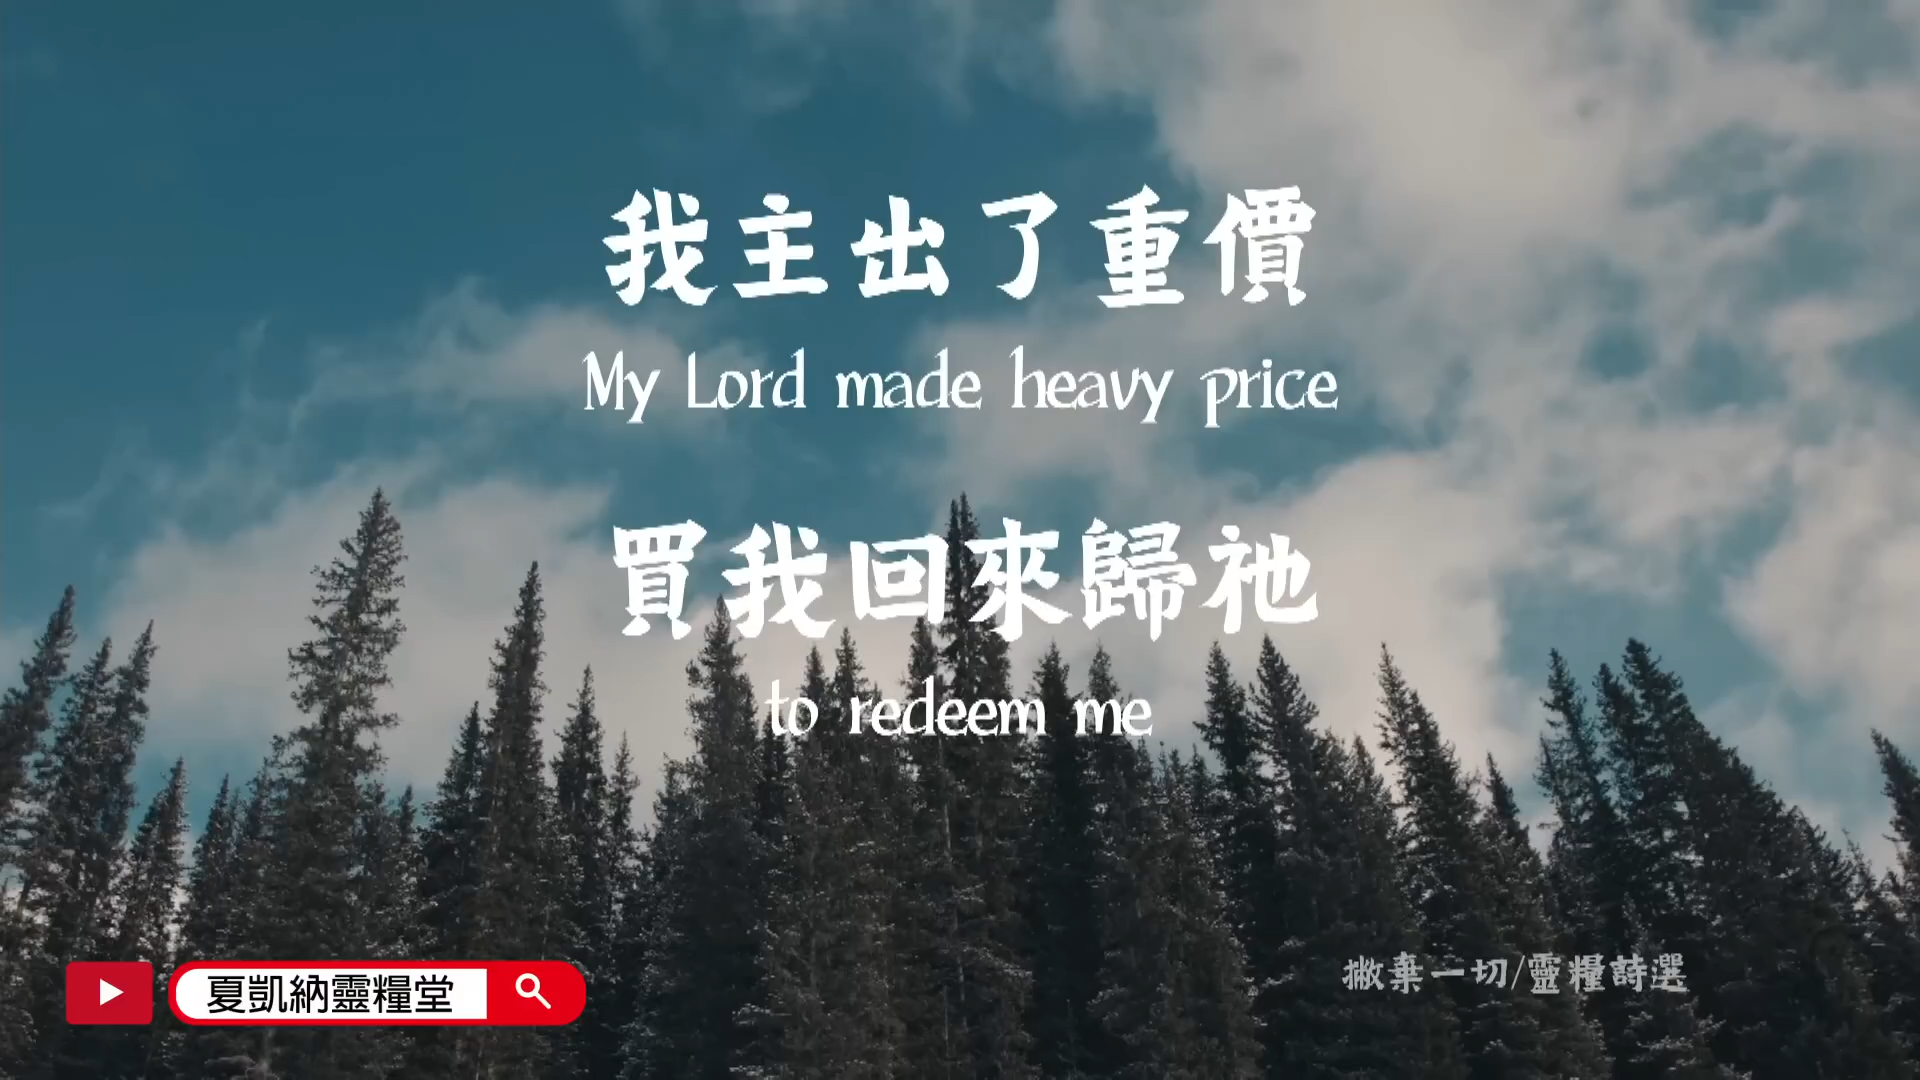 我主出了重價
My Lord made heavy price
買我回來歸祂
to redeem me
夏凱納靈糧堂
撇棄一切/靈糧詩選